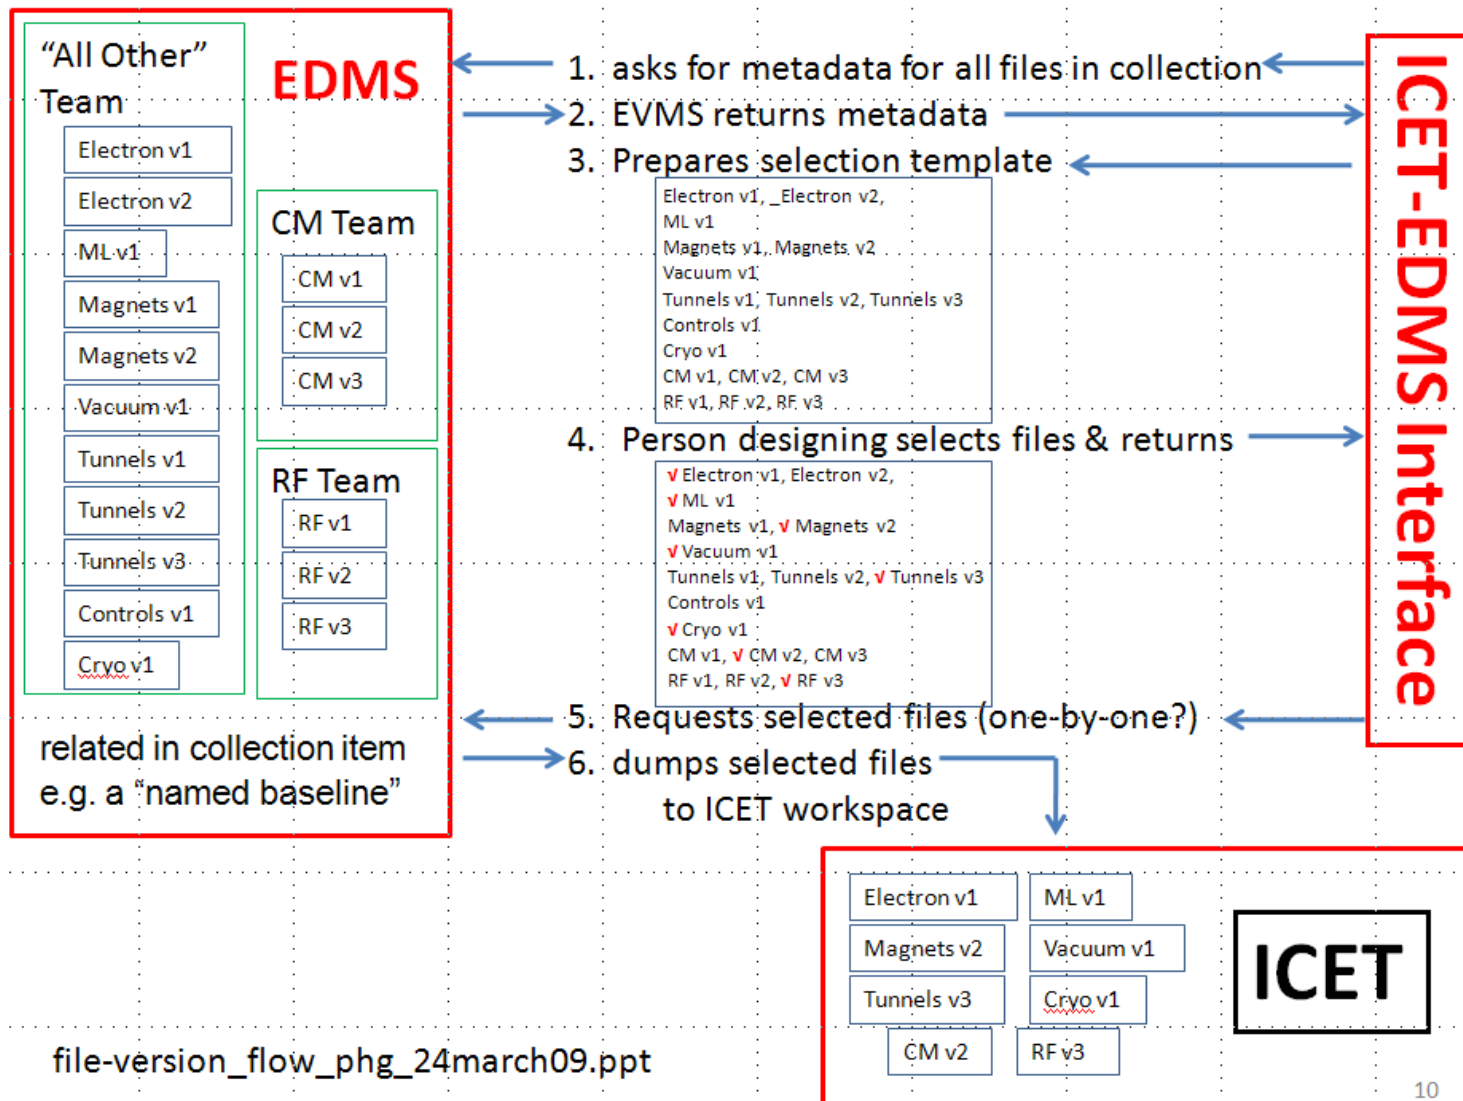 “All Other”
Team
EDMS
Electron v1
Electron v2
ML v1
Magnets v1
Magnets v2
Vacuum v1
Tunnels v1
Tunnels v2
Tunnels v3
Controls v1
Cryo v1
CM Team
CM v1
CM v2
CM v3
RF Team
RF v1
RF v2
RF v3
related in collection item
e.g. a “named baseline”
1. asks for metadata for all files in collection
2. EVMS returns metadata
3. Prepares selection template
Electron v1, _Electron v2,
ML v1
Magnets v1, Magnets v2
Vacuum v1
Tunnels v1, Tunnels v2, Tunnels v3
Controls v1
Cryo v1
CM v1, CM v2, CM v3
RF v1, RF v2, RF v3
4. Person designing selects files & returns
√ Electron v1, Electron v2,
√ ML v1
Magnets v1, √ Magnets v2
√ Vacuum v1
Tunnels v1, Tunnels v2, √ Tunnels v3
Controls v1
√ Cryo v1
CM v1, √ CM v2, CM v3
RF v1, RF v2, √ RF v3
5. Requests selected files (one-by-one?)
6. dumps selected files
to ICET workspace
ICET-EDMS Interface
Electron v1
ML v1
Magnets v2
Vacuum v1
Tunnels v3
Cryo v1
CM v2
RF v3
ICET
file-version_flow_phg_24march09.ppt
10